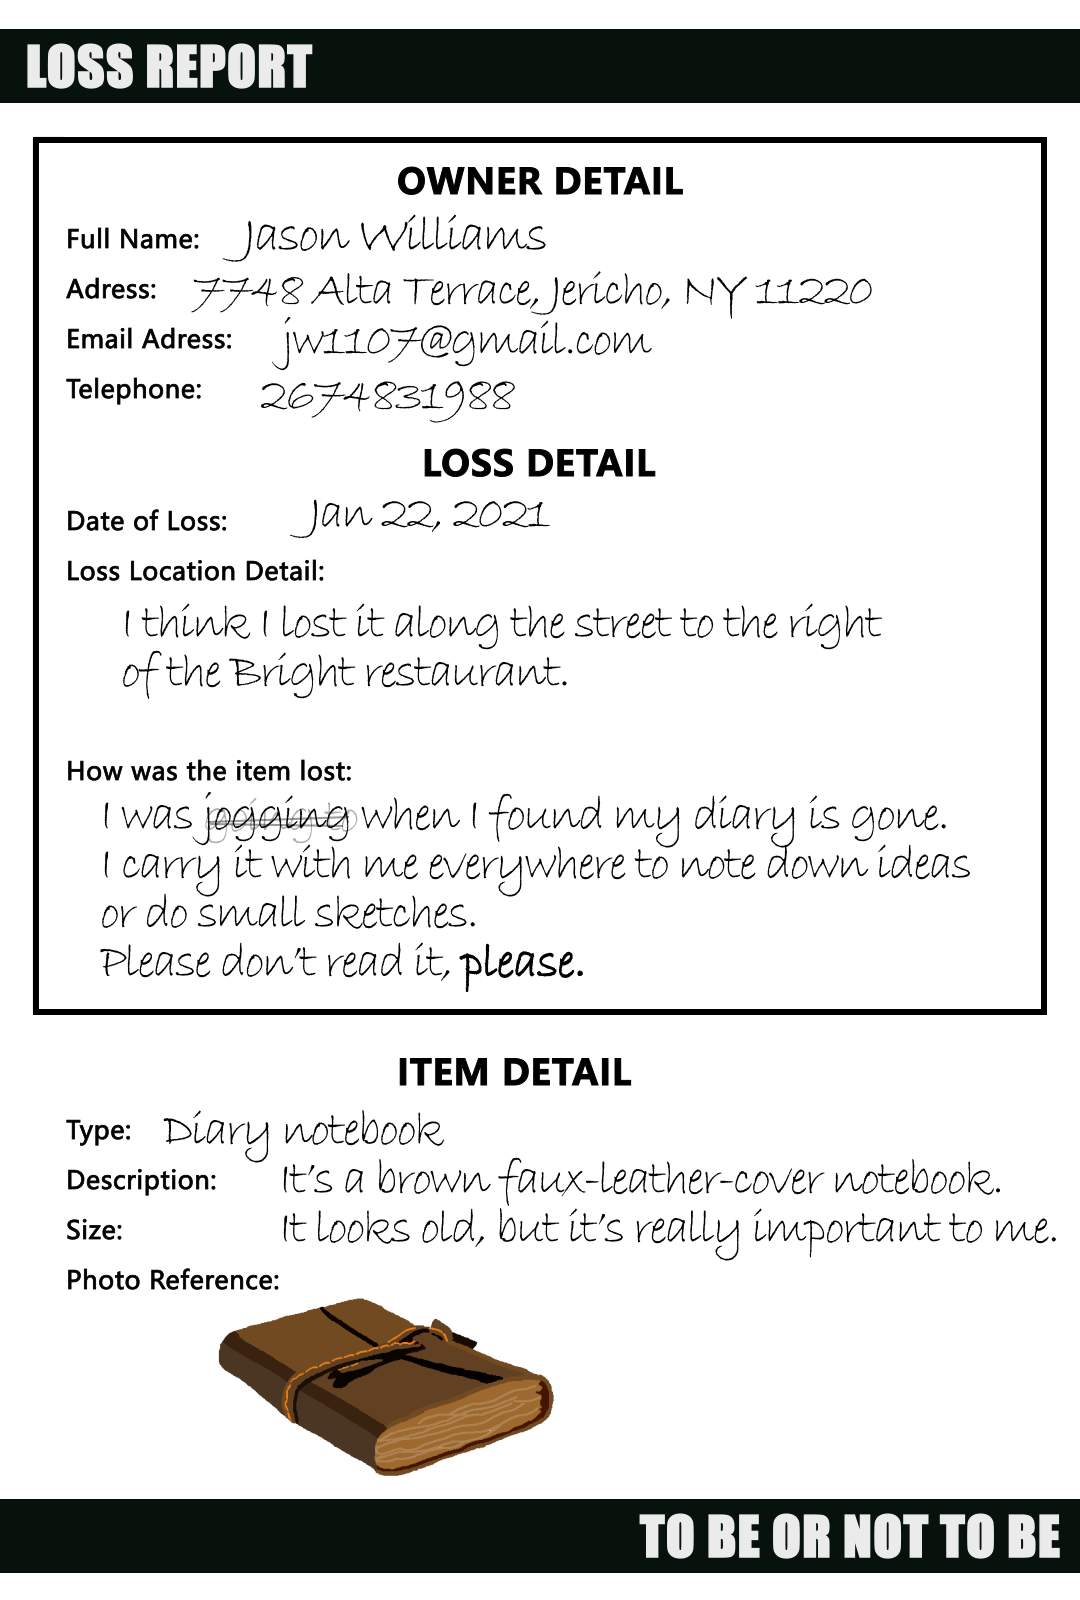 LOSS REPORT
OWNER DETAIL
Full Name: Jason Williams
Adress: 7748 Alta Terrace, Jericho, NY 11220
Email Adress: jw1107@gmail.com
Telephone: 2674831988
LOSS DETAIL
Date of Loss: Jan 22, 2021
Loss Location Detail:
I think I lost it along the street to the right
of the Bright restaurant.
How was the item lost:
I was jogging when I found my diary is gone.
I carry it with me everywhere to note down ideas
or do small sketches.
Please don't read it, please.
ITEM DETAIL
Type: Diary notebook
Description: It's a brown faux-leather-cover notebook.
Size: It looks old, but it's really important to me.
Photo Reference:
TO BE OR NOT TO BE